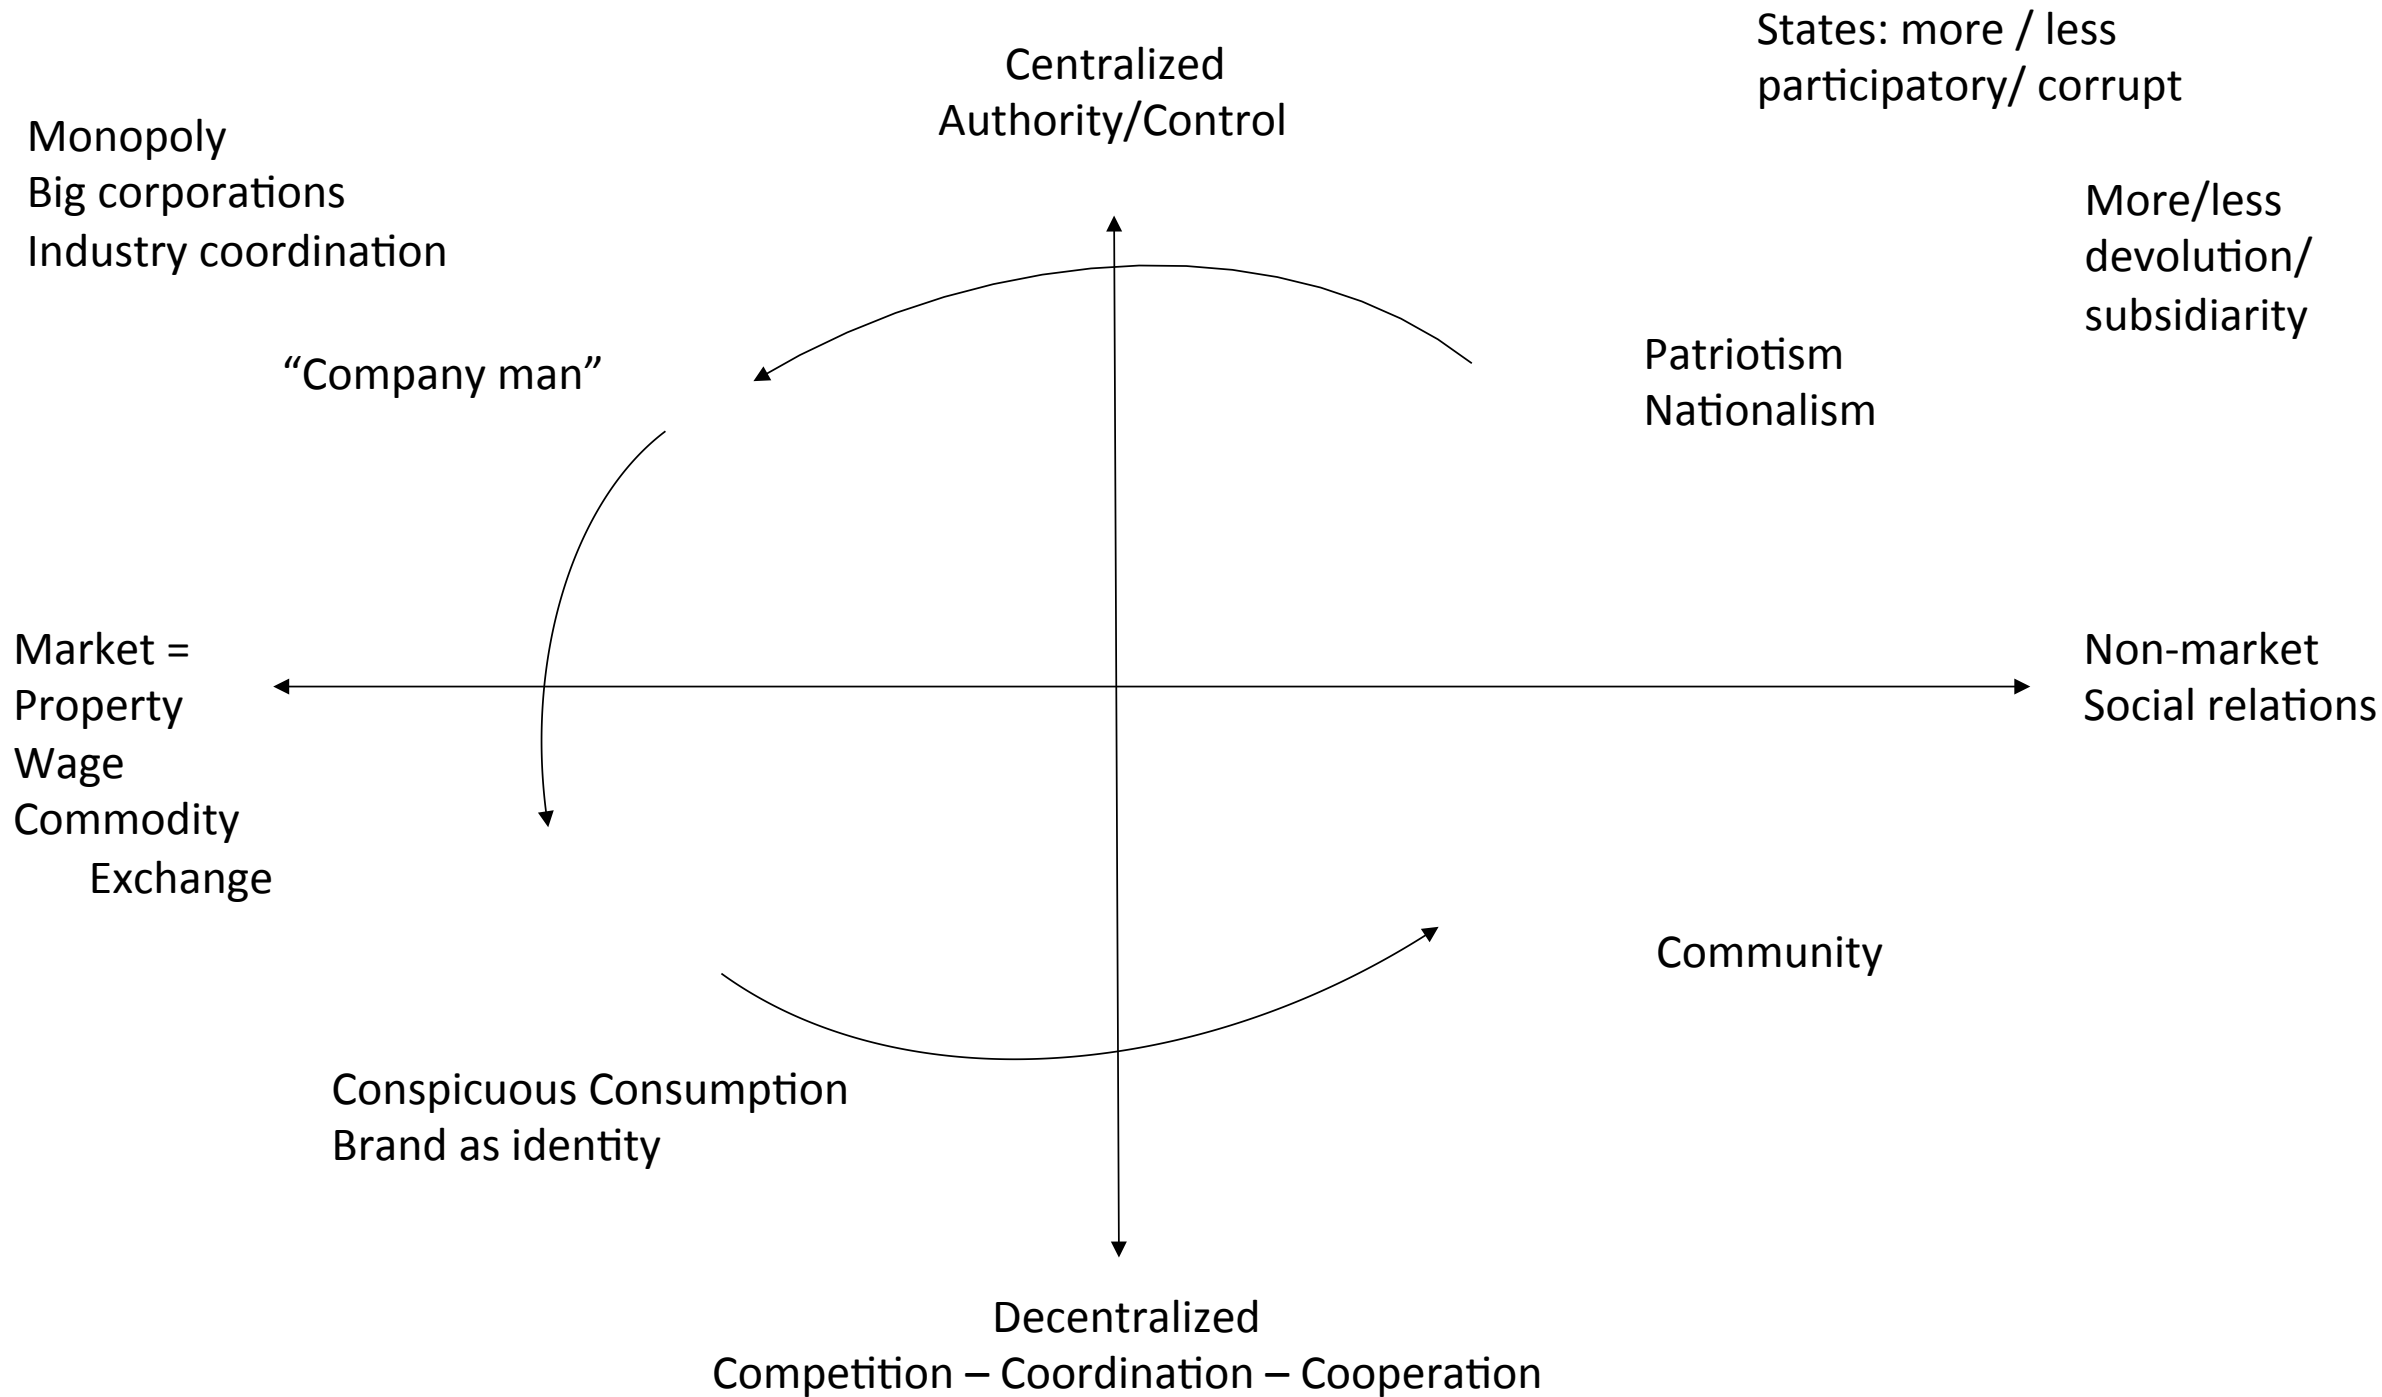 States: more / less
participatory/ corrupt
Centralized
Authority/Control
Monopoly
Big corporations
Industry coordination
More/less
devolution/
subsidiarity
“Company man”
Patriotism
Nationalism
Market =
Property
Wage
Commodity
Exchange
Non-market
Social relations
Community
Conspicuous Consumption
Brand as identity
Decentralized
Competition – Coordination – Cooperation